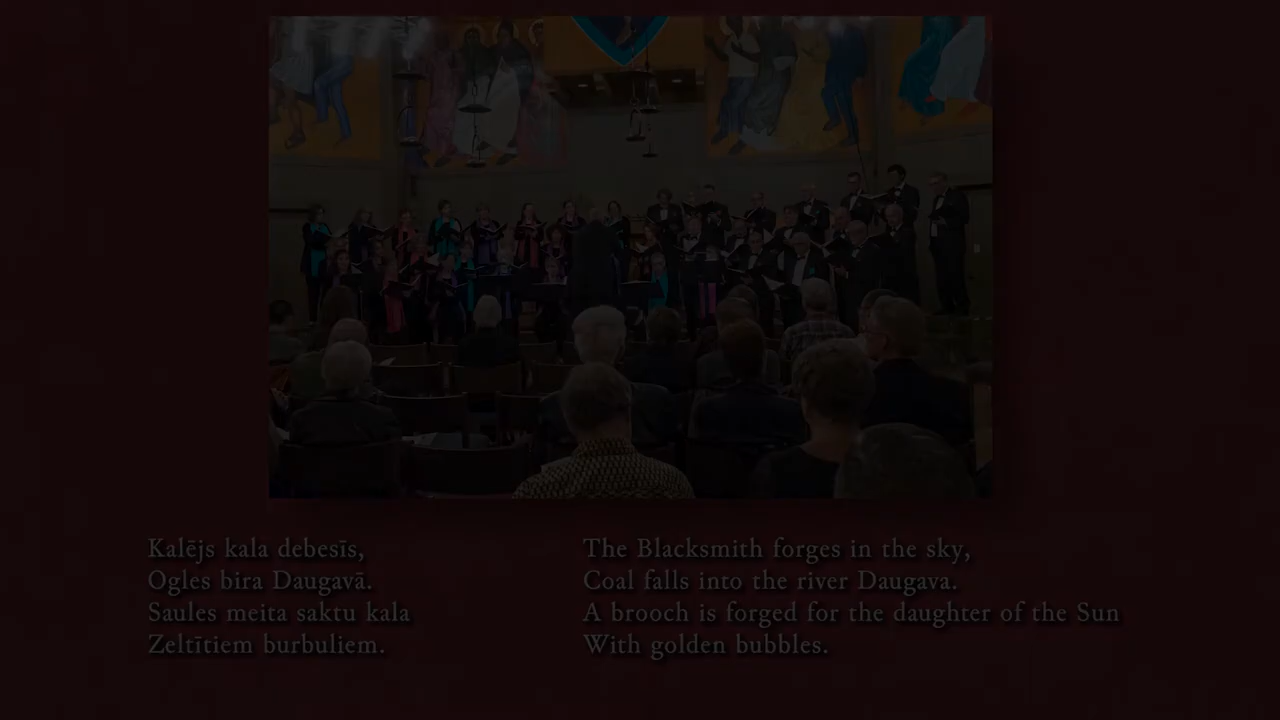 Kalējs kala debesīs,
Ogles bira Daugavā.
Saules meita saktu kala
Zeltītiem burbuliem.
The Blacksmith forges in the sky,
Coal falls into the river Daugava.
A brooch is forged for the daughter of the Sun
With golden bubbles.